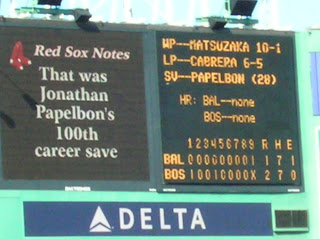 Red Sox Notes
That was
Jonathan
Papelbon's
100th
career save
WP--MATSUZAKA 16-1
LP--CABRERA 6-5
SV--PAPELBON (28)
HR: BAL--none
BOS--none
123456789 R H E
BAL 000000001 1 7 1
BOS 10010000X 2 7 0
DELTA